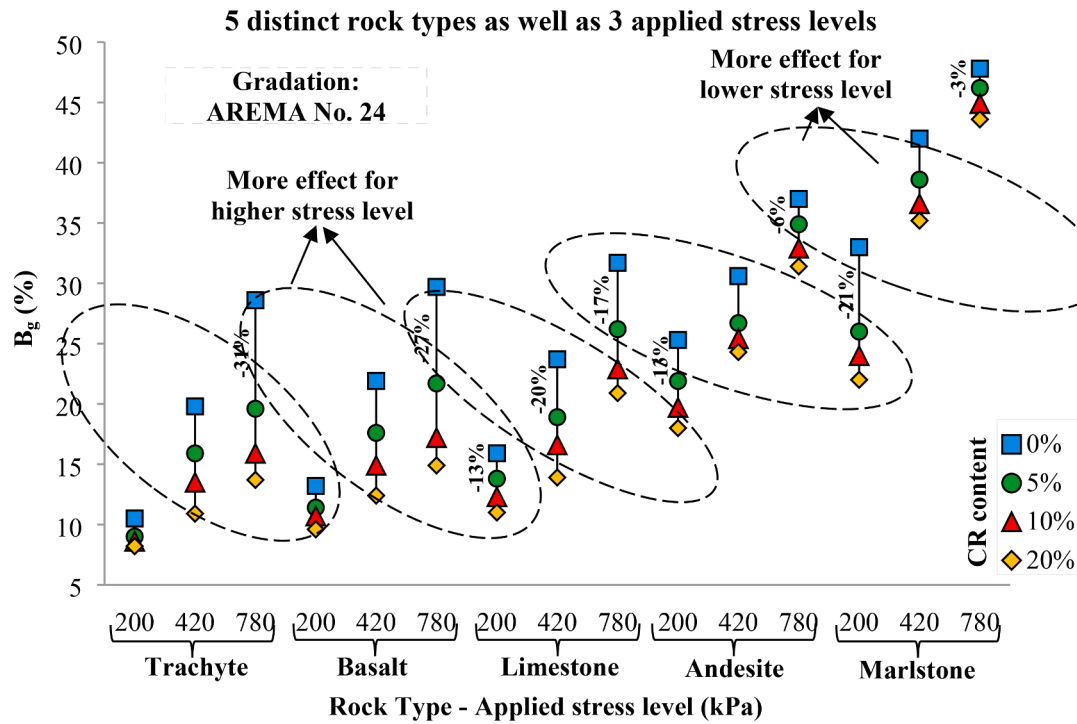 5 distinct rock types as well as 3 applied stress levels
50
45
40
35
30
25
20
15
10
5
B_g (%)
Gradation:
AREMA No. 24
More effect for
higher stress level
More effect for
lower stress level
-31%
-27%
-13%
-20%
-17%
-13%
-6%
-21%
-3%
CR content
0%
5%
10%
20%
200 420 780 200 420 780 200 420 780 200 420 780 200 420 780
Trachyte Basalt Limestone Andesite Marlstone
Rock Type - Applied stress level (kPa)